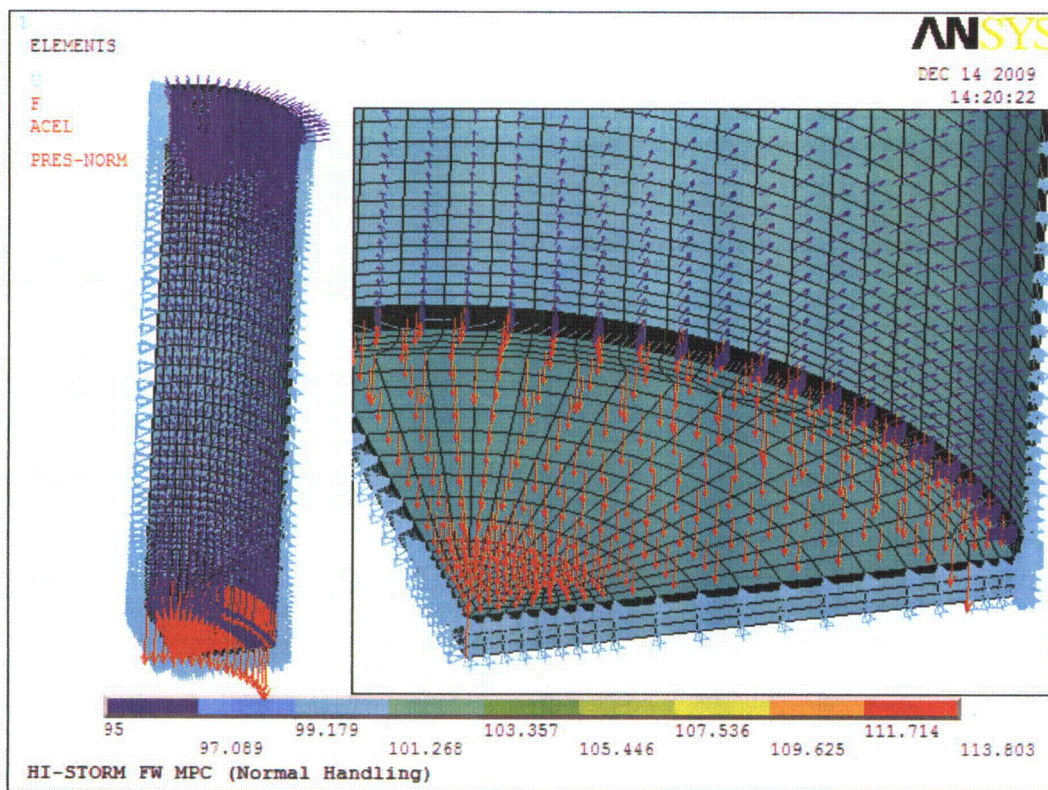 1
ELEMENTS
F
ACEL
PRES-NORM
ANSYS
DEC 14 2009
14:20:22
95 99.179 103.357 107.536 111.714
97.089 101.268 105.446 109.625 113.803
HI-STORM FW MPC (Normal Handling)